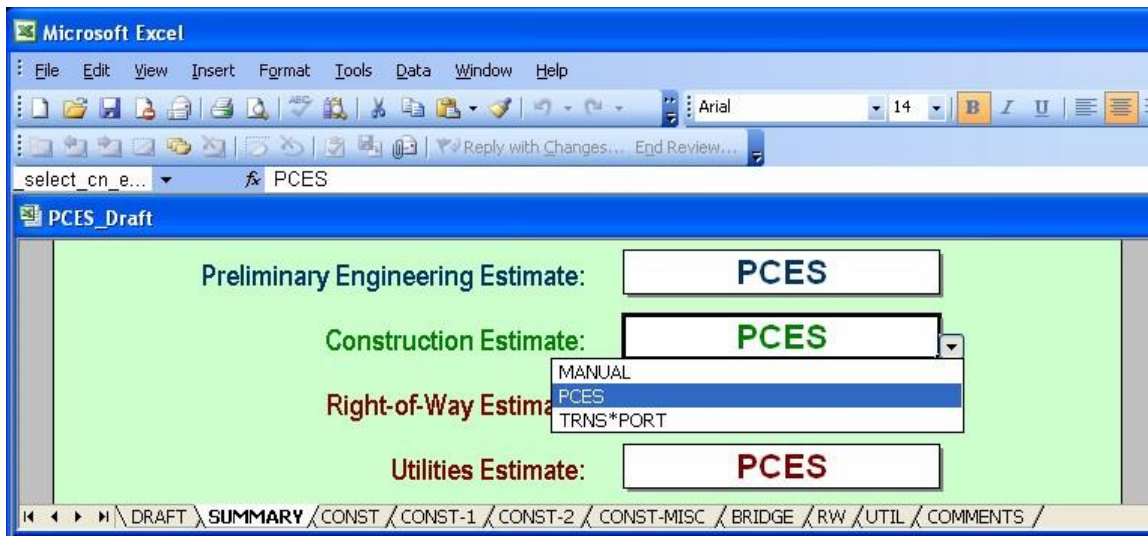 Microsoft Excel
File Edit View Insert Format Tools Data Window Help
Arial 14 B I U
Reply with Changes... End Review...
_select_cn_e... fx PCES
PCES_Draft
Preliminary Engineering Estimate: PCES
Construction Estimate: PCES
MANUAL
Right-of-Way Estima PCES
TRNS*PORT
Utilities Estimate: PCES
DRAFT SUMMARY CONST CONST-1 CONST-2 CONST-MISC BRIDGE RW UTIL COMMENTS